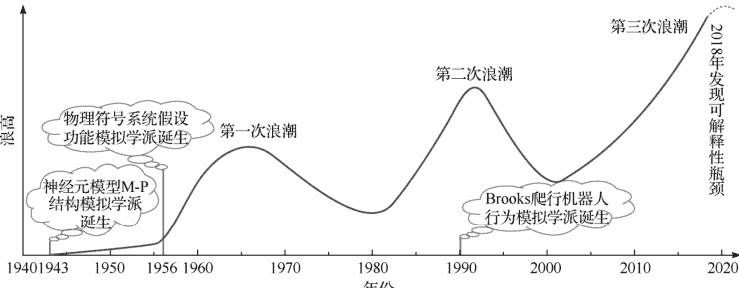 第三次浪潮
第二次浪潮
第一次浪潮
2018年发现可解释性瓶颈
浪高
物理符号系统假设
功能模拟学派诞生
神经元模型M-P
结构模拟学派
诞生
Brooks爬行机器人
行为模拟学派诞生
1940 1943 1950 1956 1960 1970 1980 1990 2000 2010 2020
年份